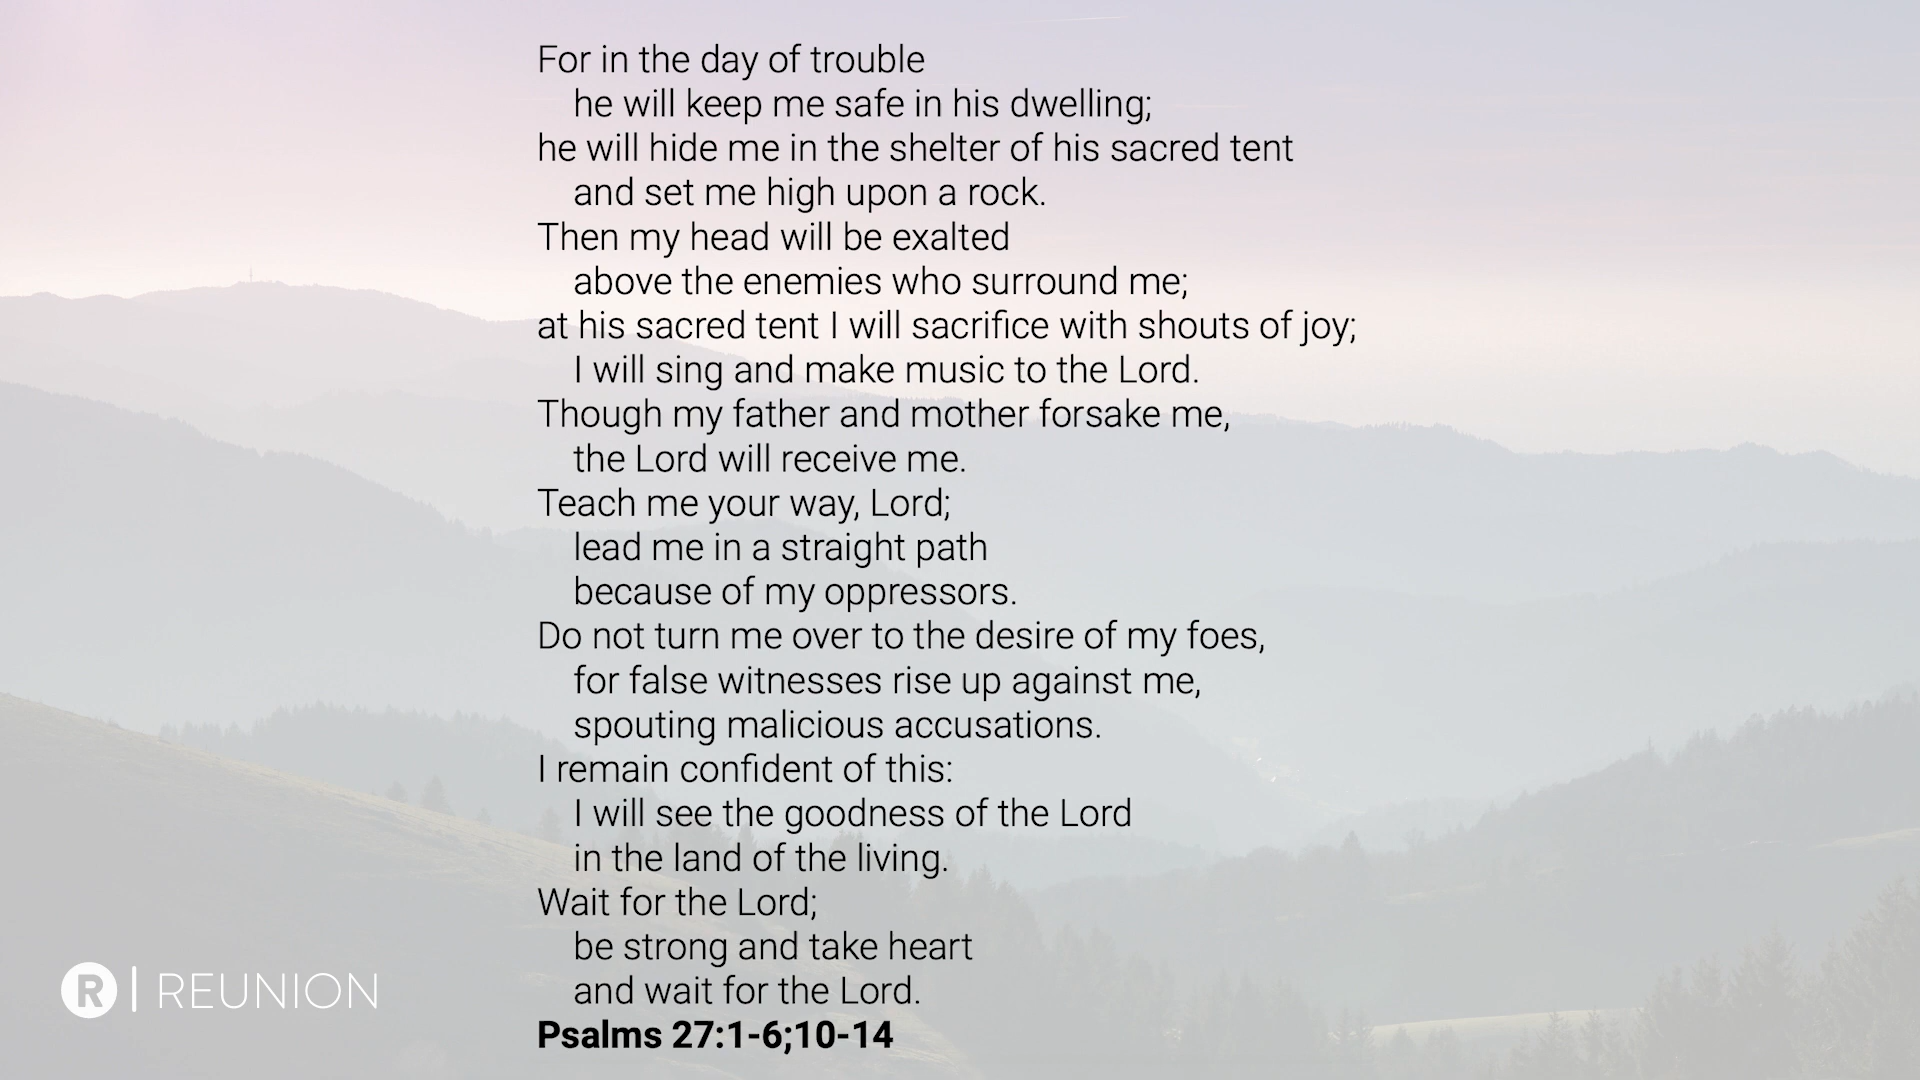 For in the day of trouble
he will keep me safe in his dwelling;
he will hide me in the shelter of his sacred tent
and set me high upon a rock.
Then my head will be exalted
above the enemies who surround me;
at his sacred tent I will sacrifice with shouts of joy;
I will sing and make music to the Lord.
Though my father and mother forsake me,
the Lord will receive me.
Teach me your way, Lord;
lead me in a straight path
because of my oppressors.
Do not turn me over to the desire of my foes,
for false witnesses rise up against me,
spouting malicious accusations.
I remain confident of this:
I will see the goodness of the Lord
in the land of the living.
Wait for the Lord;
be strong and take heart
and wait for the Lord.
Psalms 27:1-6;10-14
R | REUNION